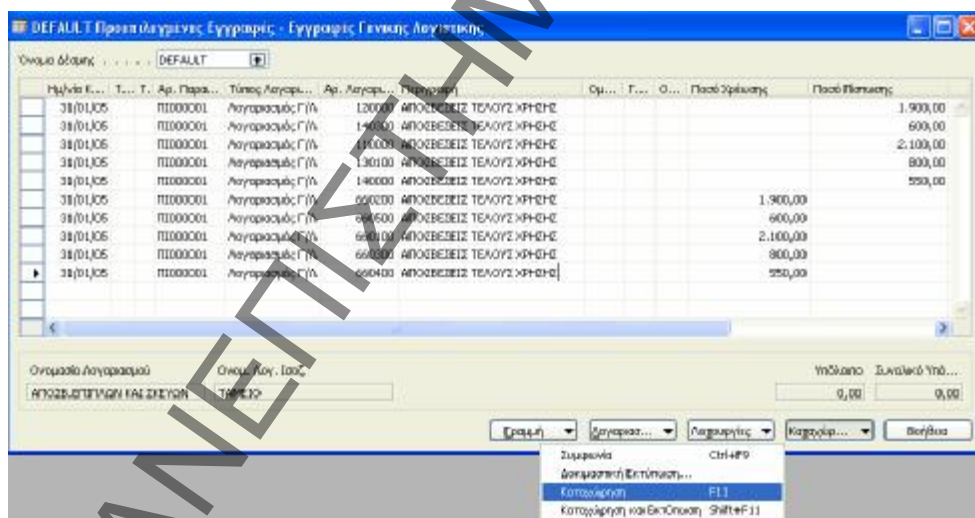 DEFAULT Προεπιλεγμένες Εγγραφές - Εγγραφές Γενικής Λογιστικής
Όνομα Δέσμης . . . . . DEFAULT
Ημ/νία Κ... Τ... Τ. Αρ. Παρα... Τύπος Λογαρι... Αρ. Λογαρι... Περιγραφή Ομ... Γ... Ο... Ποσό Χρέωσης Ποσό Πίστωσης
31/01/05 ΠΙ000001 Λογαριασμός Γ/Λ 120000 ΑΠΟΣΒΕΣΕΙΣ ΤΕΛΟΥΣ ΧΡΗΣΗΣ 1.900,00
31/01/05 ΠΙ000001 Λογαριασμός Γ/Λ ΑΠΟΣΒΕΣΕΙΣ ΤΕΛΟΥΣ ΧΡΗΣΗΣ 600,00
31/01/05 ΠΙ000001 Λογαριασμός Γ/Λ ΑΠΟΣΒΕΣΕΙΣ ΤΕΛΟΥΣ ΧΡΗΣΗΣ 2.100,00
31/01/05 ΠΙ000001 Λογαριασμός Γ/Λ 130100 ΑΠΟΣΒΕΣΕΙΣ ΤΕΛΟΥΣ ΧΡΗΣΗΣ 800,00
31/01/05 ΠΙ000001 Λογαριασμός Γ/Λ 140000 ΑΠΟΣΒΕΣΕΙΣ ΤΕΛΟΥΣ ΧΡΗΣΗΣ 550,00
31/01/05 ΠΙ000001 Λογαριασμός Γ/Λ 660200 ΑΠΟΣΒΕΣΕΙΣ ΤΕΛΟΥΣ ΧΡΗΣΗΣ 1.900,00
31/01/05 ΠΙ000001 Λογαριασμός Γ/Λ 660500 ΑΠΟΣΒΕΣΕΙΣ ΤΕΛΟΥΣ ΧΡΗΣΗΣ 600,00
31/01/05 ΠΙ000001 Λογαριασμός Γ/Λ 660100 ΑΠΟΣΒΕΣΕΙΣ ΤΕΛΟΥΣ ΧΡΗΣΗΣ 2.100,00
31/01/05 ΠΙ000001 Λογαριασμός Γ/Λ 660300 ΑΠΟΣΒΕΣΕΙΣ ΤΕΛΟΥΣ ΧΡΗΣΗΣ 800,00
31/01/05 ΠΙ000001 Λογαριασμός Γ/Λ 660400 ΑΠΟΣΒΕΣΕΙΣ ΤΕΛΟΥΣ ΧΡΗΣΗΣ 550,00
Ονομασία Λογαριασμού Ονομ. Λογ. Ισοζ. Υπόλοιπο Συνολικό Υπό...
ΑΠΟΣΒ.ΕΠΙΠΛΩΝ ΚΑΙ ΣΚΕΥΩΝ ΤΑΜΕΙΟ 0,00 0,00
Γραμμή Λογαριασ... Λειτουργίες Καταχώρ... Βοήθεια
Συμφωνία Ctrl+F9
Δοκιμαστική Εκτύπωση...
Καταχώρηση F11
Καταχώρηση και Εκτύπωση Shift+F11